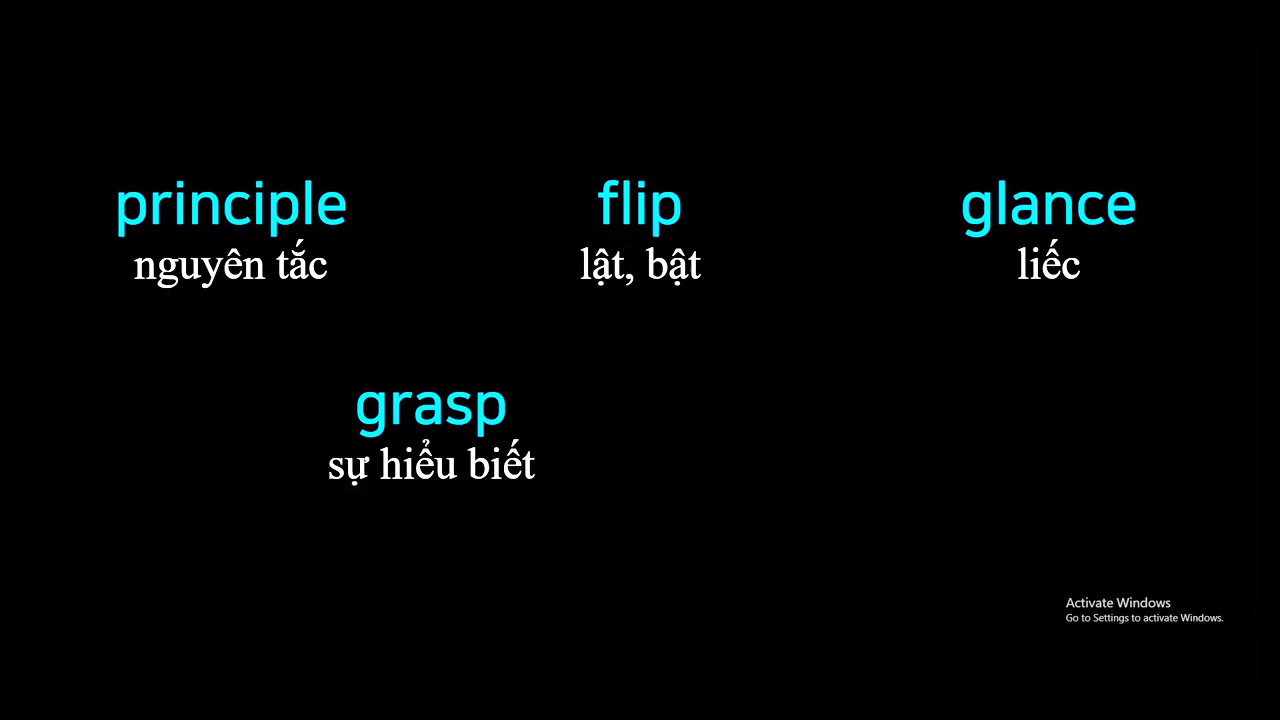 principle
nguyên tắc
flip
lật, bật
glance
liếc
grasp
sự hiểu biết
Activate Windows
Go to Settings to activate Windows.